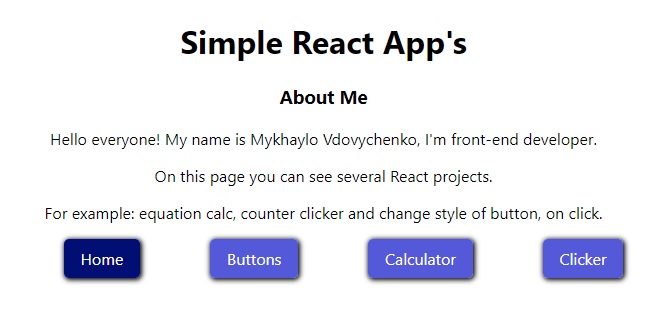 Simple React App's
About Me
Hello everyone! My name is Mykhaylo Vdovychenko, I'm front-end developer.
On this page you can see several React projects.
For example: equation calc, counter clicker and change style of button, on click.
Home Buttons Calculator Clicker